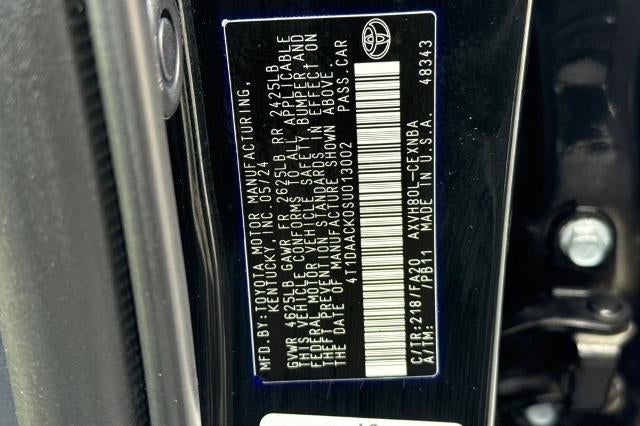 MFD.BY:TOYOTA MOTOR MANUFACTURING,
KENTUCKY, INC. 05/24
GVWR 4625LB GAWR FR 2625LB RR 2425LB
THIS VEHICLE CONFORMS TO ALL APPLICABLE
FEDERAL MOTOR VEHICLE SAFETY, BUMPER,AND
THEFT PREVENTION STANDARDS IN EFFECT ON
THE DATE OF MANUFACTURE SHOWN ABOVE.
4T1DAACK0SU013002 PASS.CAR
C/TR:218/FA20 AXVH80L-CEXNBA
A/TM: /PB11 MADE IN U.S.A. 48343